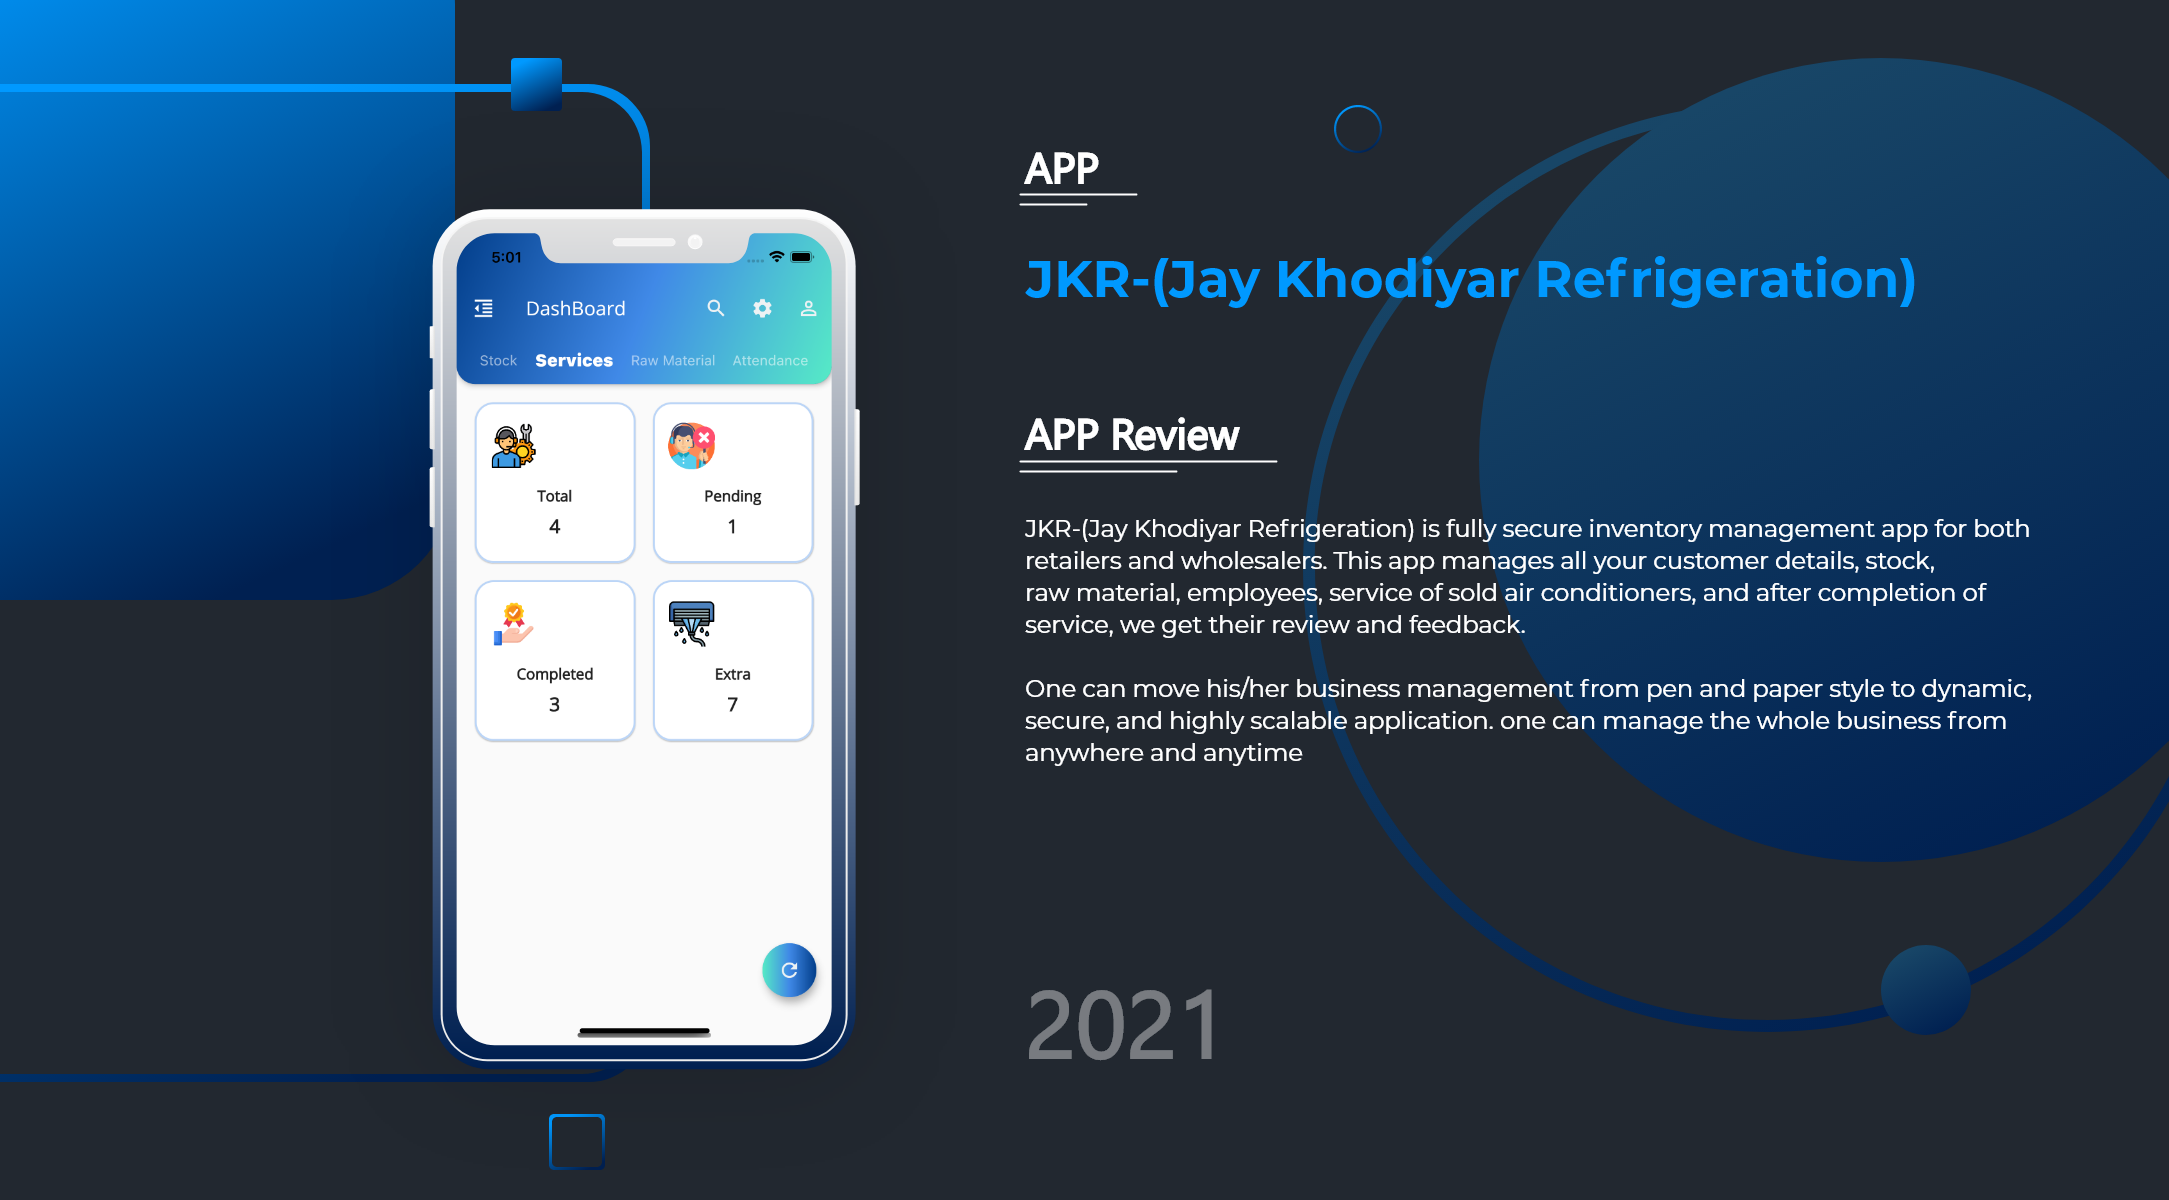 5:01
DashBoard
Stock Services Raw Material Attendance
Total
4
Pending
1
Completed
3
Extra
7
APP
JKR-(Jay Khodiyar Refrigeration)
APP Review
JKR-(Jay Khodiyar Refrigeration) is fully secure inventory management app for both
retailers and wholesalers. This app manages all your customer details, stock,
raw material, employees, service of sold air conditioners, and after completion of
service, we get their review and feedback.
One can move his/her business management from pen and paper style to dynamic,
secure, and highly scalable application. one can manage the whole business from
anywhere and anytime
2021